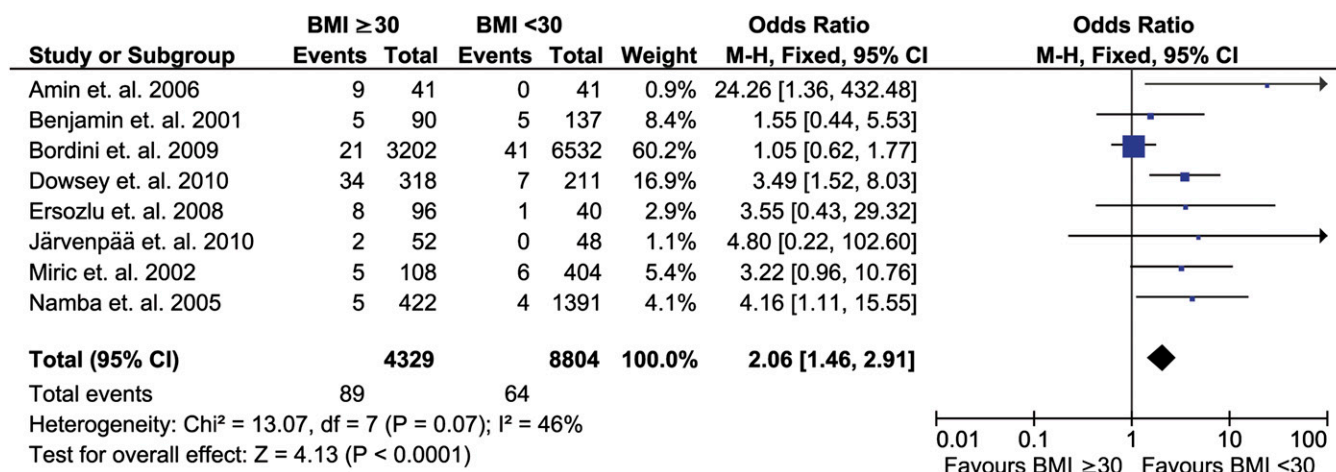 BMI ≥30 BMI <30 Odds Ratio Odds Ratio
Study or Subgroup Events Total Events Total Weight M-H, Fixed, 95% CI M-H, Fixed, 95% CI
Amin et. al. 2006 9 41 0 41 0.9% 24.26 [1.36, 432.48]
Benjamin et. al. 2001 5 90 5 137 8.4% 1.55 [0.44, 5.53]
Bordini et. al. 2009 21 3202 41 6532 60.2% 1.05 [0.62, 1.77]
Dowsey et. al. 2010 34 318 7 211 16.9% 3.49 [1.52, 8.03]
Ersozlu et. al. 2008 8 96 1 40 2.9% 3.55 [0.43, 29.32]
Järvenpää et. al. 2010 2 52 0 48 1.1% 4.80 [0.22, 102.60]
Miric et. al. 2002 5 108 6 404 5.4% 3.22 [0.96, 10.76]
Namba et. al. 2005 5 422 4 1391 4.1% 4.16 [1.11, 15.55]
Total (95% CI) 4329 8804 100.0% 2.06 [1.46, 2.91]
Total events 89 64
Heterogeneity: Chi² = 13.07, df = 7 (P = 0.07); I² = 46%
Test for overall effect: Z = 4.13 (P < 0.0001)
0.01 0.1 1 10 100
Favours BMI ≥30 Favours BMI <30